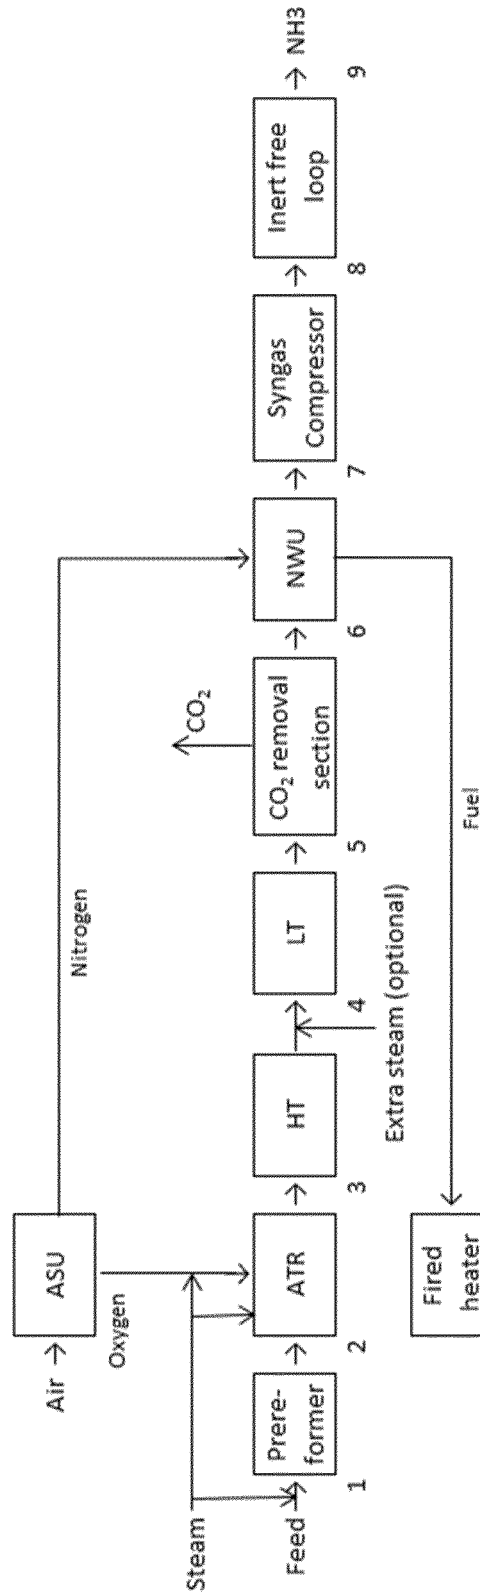 Air
ASU
Nitrogen
Oxygen
Steam
CO2
Feed
Prere-
former
ATR
HT
LT
CO2 removal
section
NWU
Syngas
Compressor
Inert free
loop
NH3
1
2
3
4
5
6
7
8
9
Extra steam (optional)
Fired
heater
Fuel